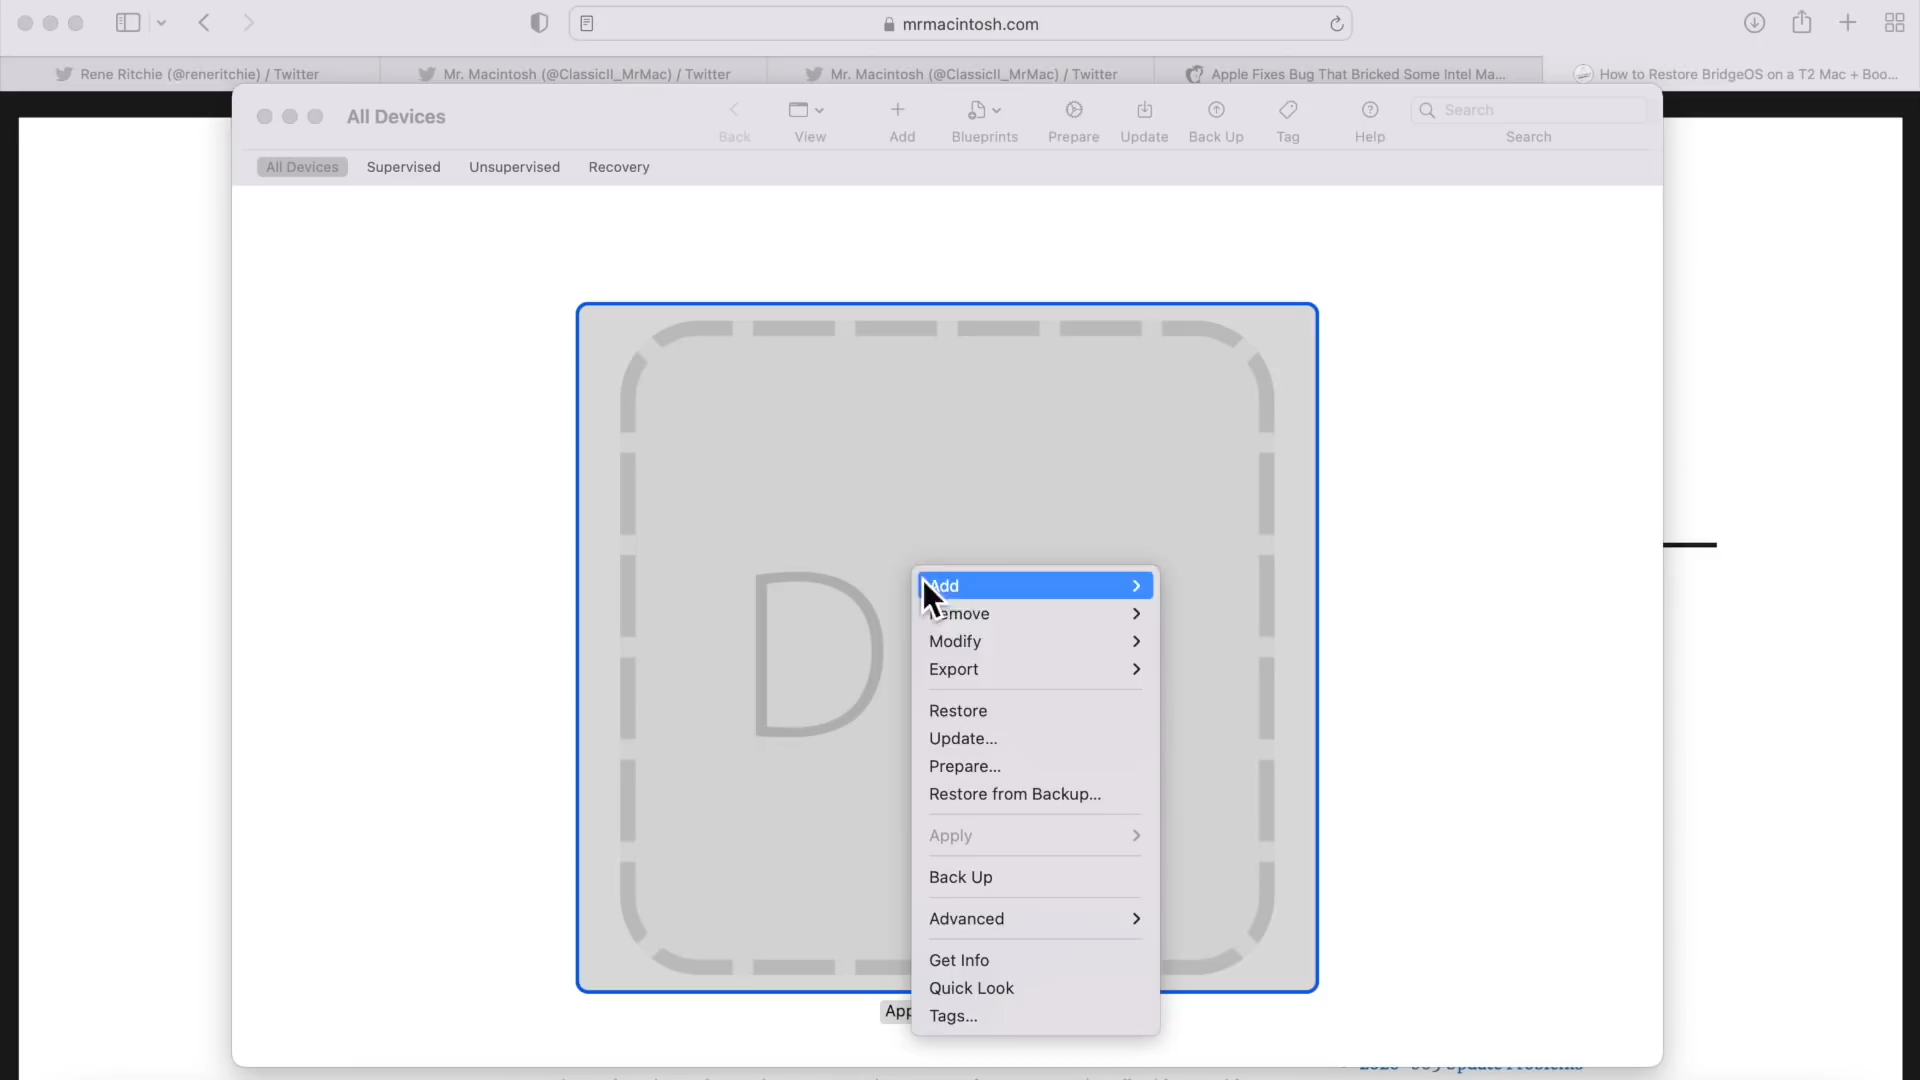 mrmacintosh.com
Rene Ritchie (@reneritchie) / Twitter
Mr. Macintosh (@ClassicII_MrMac) / Twitter
Mr. Macintosh (@ClassicII_MrMac) / Twitter
Apple Fixes Bug That Bricked Some Intel Ma...
How to Restore BridgeOS on a T2 Mac + Boo...
All Devices
Back
View
Add
Blueprints
Prepare
Update
Back Up
Tag
Help
Search
Search
All Devices
Supervised
Unsupervised
Recovery
D
Add
Remove
Modify
Export
Restore
Update...
Prepare...
Restore from Backup...
Apply
Back Up
Advanced
Get Info
Quick Look
Tags...
App